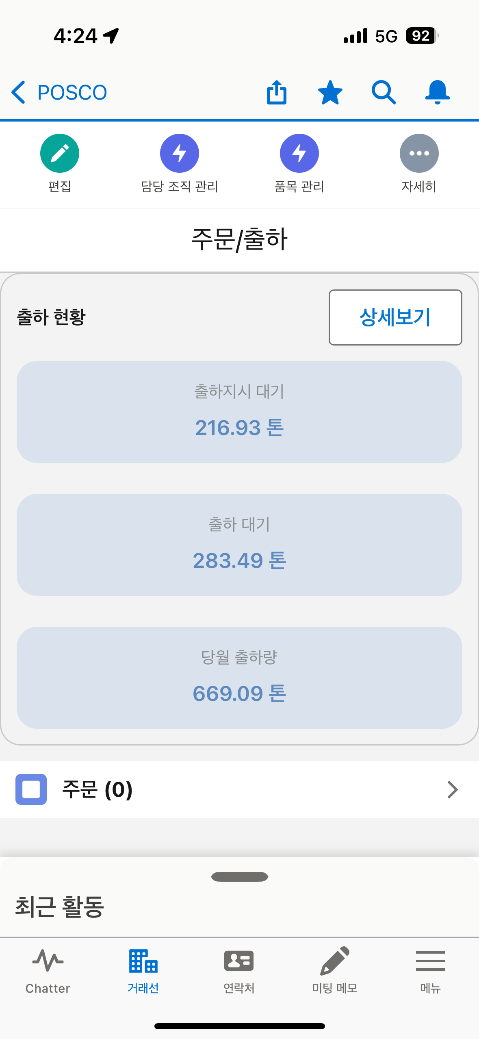 4:24
5G 92
POSCO
편집
담당 조직 관리
품목 관리
자세히
주문/출하
출하 현황
상세보기
출하지시 대기
216.93 톤
출하 대기
283.49 톤
당월 출하량
669.09 톤
주문 (0)
최근 활동
Chatter
거래선
연락처
미팅 메모
메뉴